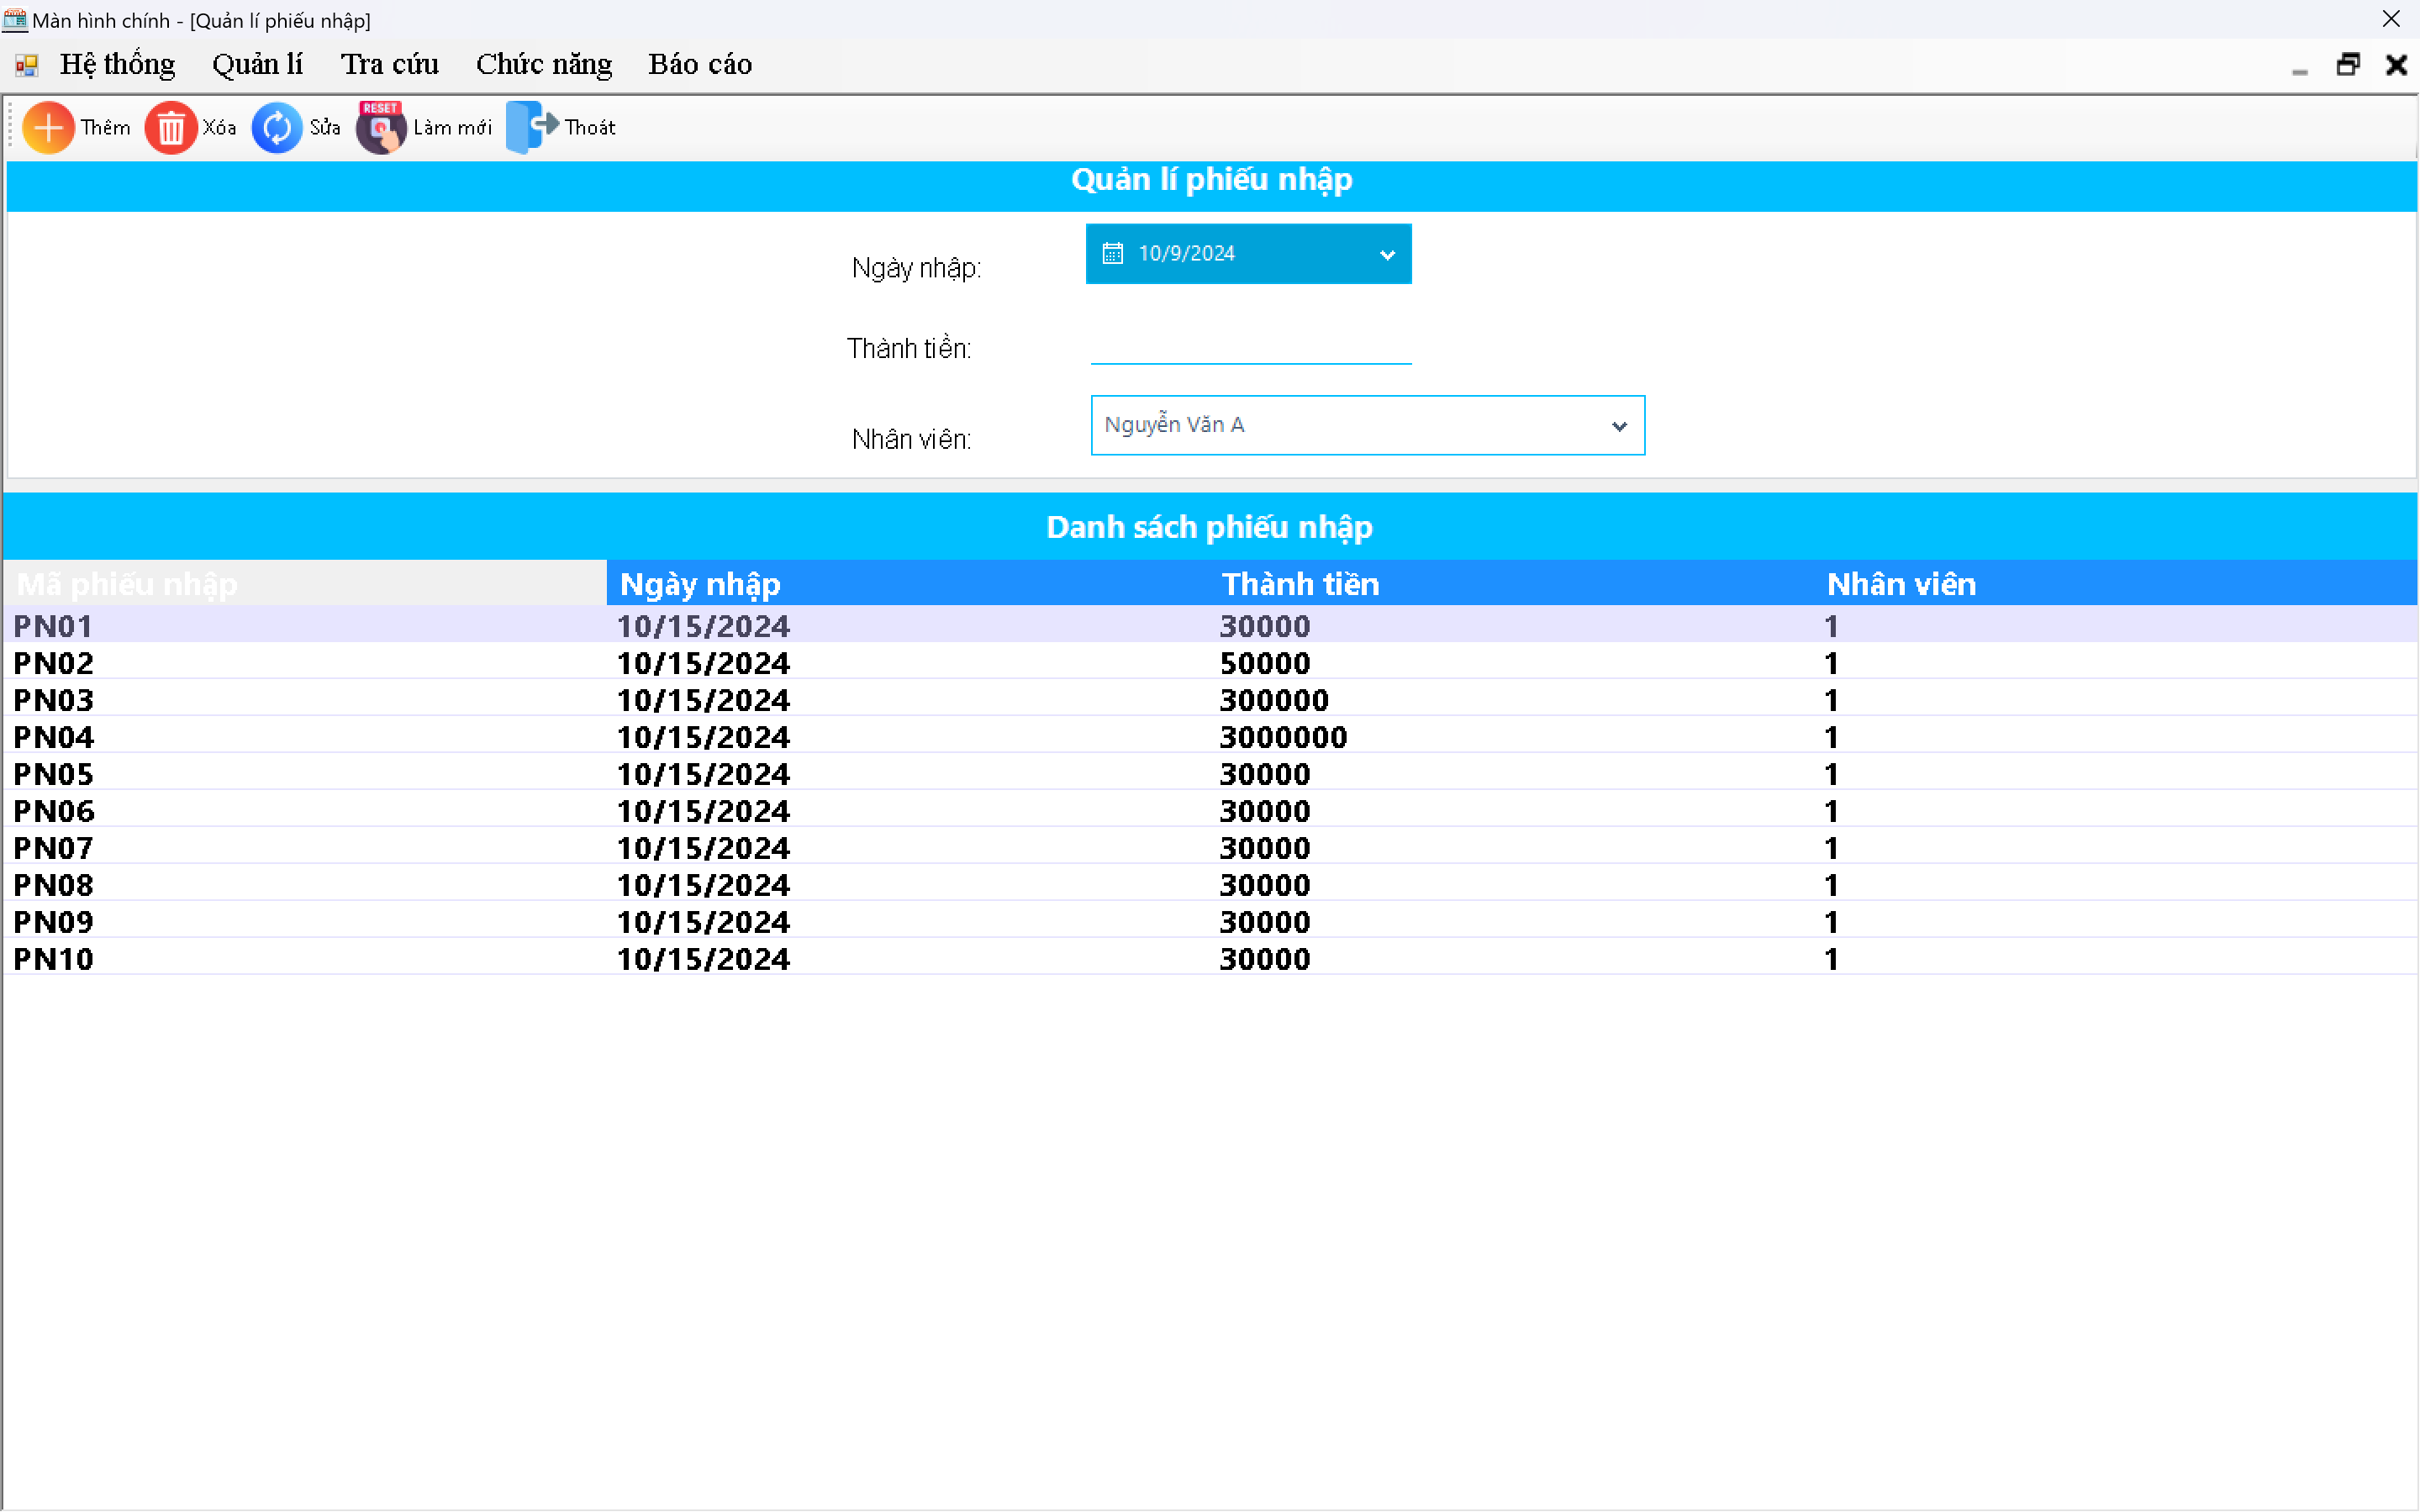 Màn hình chính - [Quản lí phiếu nhập]
Hệ thống Quản lí Tra cứu Chức năng Báo cáo
Thêm Xóa Sửa RESET Làm mới Thoát
Quản lí phiếu nhập
Ngày nhập: 10/9/2024
Thành tiền:
Nhân viên: Nguyễn Văn A
Danh sách phiếu nhập
Mã phiếu nhập Ngày nhập Thành tiền Nhân viên
PN01 10/15/2024 30000 1
PN02 10/15/2024 50000 1
PN03 10/15/2024 300000 1
PN04 10/15/2024 3000000 1
PN05 10/15/2024 30000 1
PN06 10/15/2024 30000 1
PN07 10/15/2024 30000 1
PN08 10/15/2024 30000 1
PN09 10/15/2024 30000 1
PN10 10/15/2024 30000 1